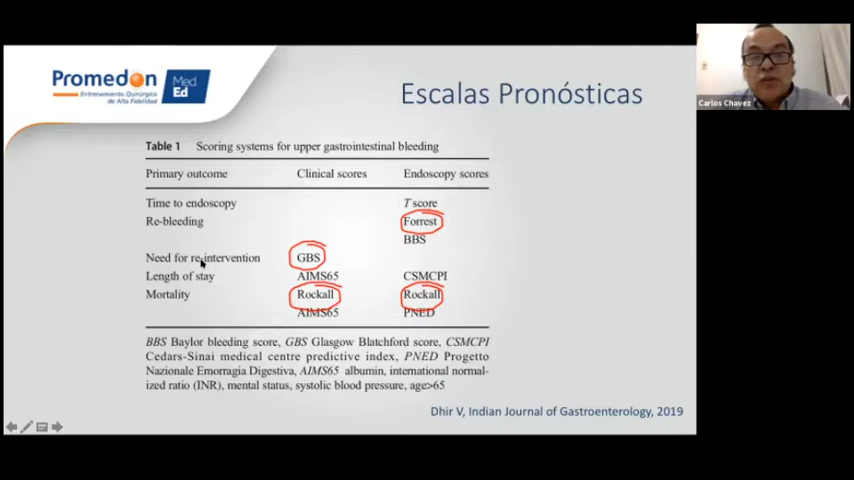 Promedon
Entrenamiento Quirúrgico
de Alta Fidelidad
Med
Ed
Escalas Pronósticas
Carlos Chavez
Table 1 Scoring systems for upper gastrointestinal bleeding
Primary outcome Clinical scores Endoscopy scores
Time to endoscopy T score
Re-bleeding Forrest
BBS
Need for re-intervention GBS
Length of stay AIMS65 CSMCPI
Mortality Rockall Rockall
AIMS65 PNED
BBS Baylor bleeding score, GBS Glasgow Blatchford score, CSMCPI
Cedars-Sinai medical centre predictive index, PNED Progetto
Nazionale Emorragia Digestiva, AIMS65 albumin, international normal-
ized ratio (INR), mental status, systolic blood pressure, age>65
Dhir V, Indian Journal of Gastroenterology, 2019